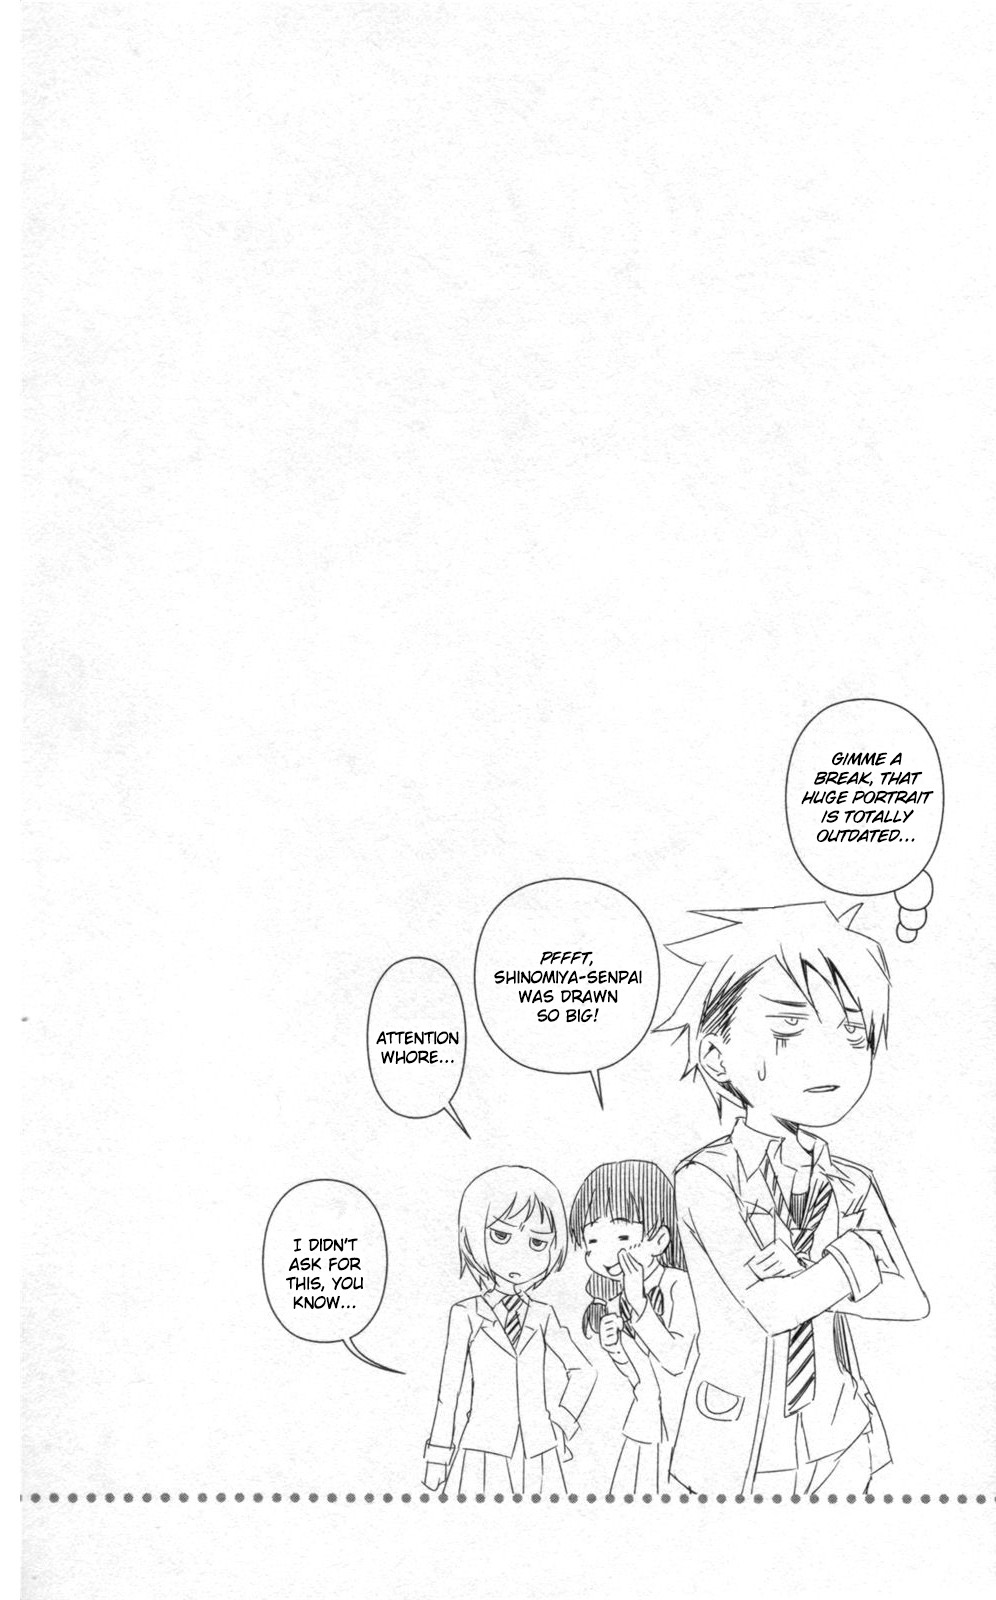 GIMME A
BREAK, THAT
HUGE PORTRAIT
IS TOTALLY
OUTDATED...
PFFFT,
SHINOMIYA-SENPAI
WAS DRAWN
SO BIG!
ATTENTION
WHORE...
I DIDN'T
ASK FOR
THIS, YOU
KNOW...